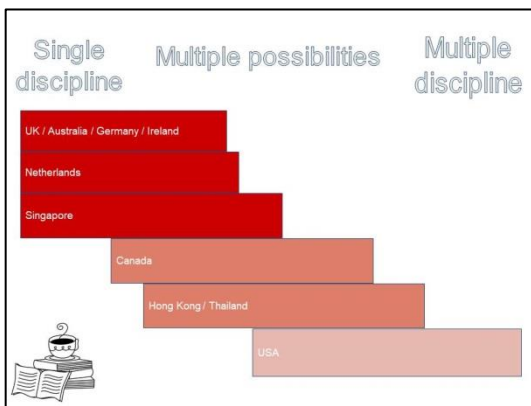 Single
discipline
Multiple possibilities
Multiple
discipline
UK / Australia / Germany / Ireland
Netherlands
Singapore
Canada
Hong Kong / Thailand
USA